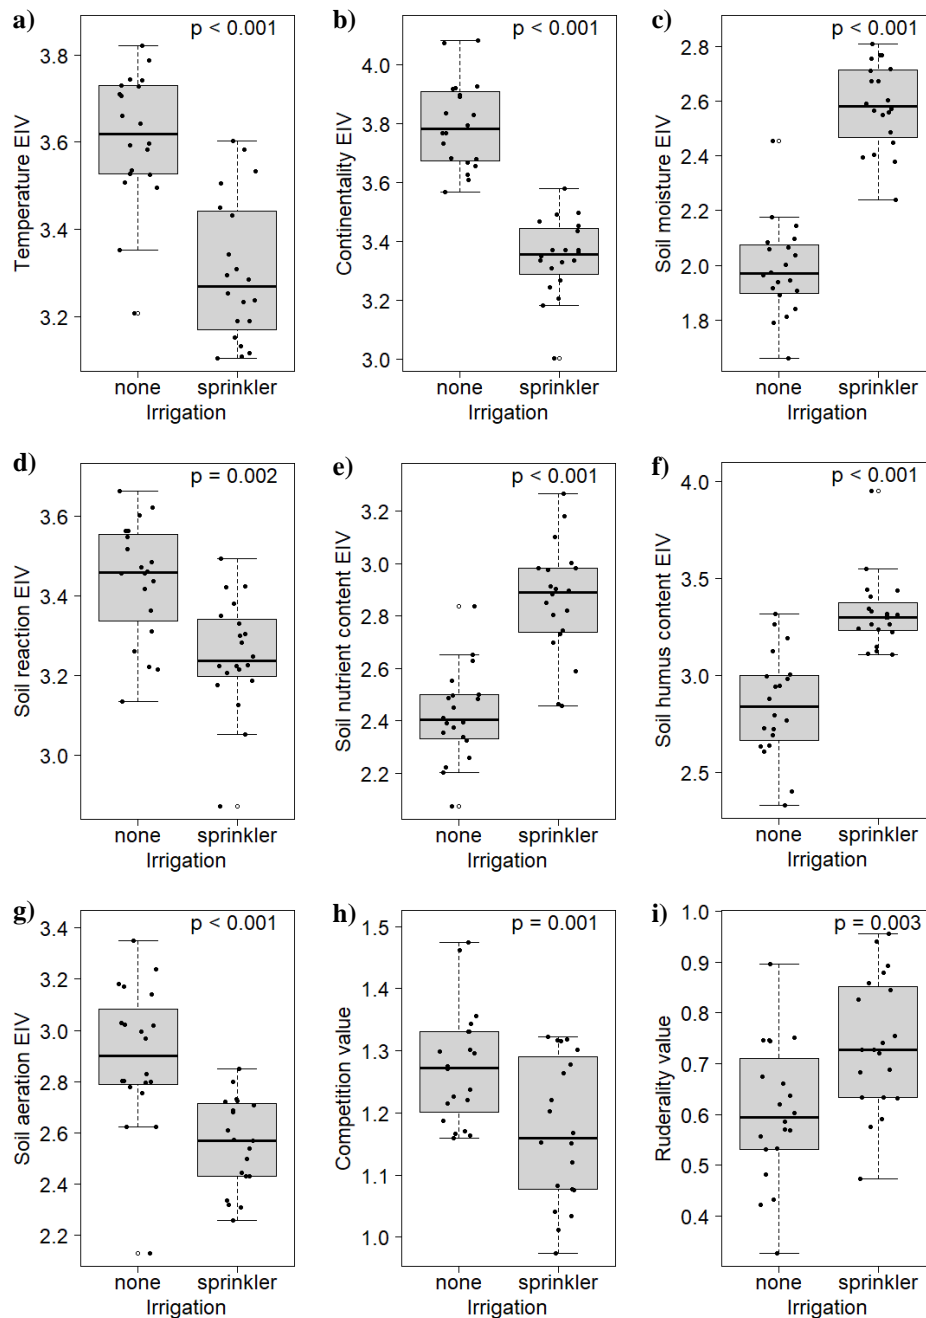 a)
p < 0.001
Temperature EIV
3.8
3.6
3.4
3.2
none
sprinkler
Irrigation
b)
p < 0.001
Continentality EIV
4.0
3.8
3.6
3.4
3.2
3.0
none
sprinkler
Irrigation
c)
p < 0.001
Soil moisture EIV
2.8
2.6
2.4
2.2
2.0
1.8
none
sprinkler
Irrigation
d)
p = 0.002
Soil reaction EIV
3.6
3.4
3.2
3.0
none
sprinkler
Irrigation
e)
p < 0.001
Soil nutrient content EIV
3.2
3.0
2.8
2.6
2.4
2.2
none
sprinkler
Irrigation
f)
p < 0.001
Soil humus content EIV
4.0
3.5
3.0
2.5
none
sprinkler
Irrigation
g)
p < 0.001
Soil aeration EIV
3.4
3.2
3.0
2.8
2.6
2.4
2.2
none
sprinkler
Irrigation
h)
p = 0.001
Competition value
1.5
1.4
1.3
1.2
1.1
1.0
none
sprinkler
Irrigation
i)
p = 0.003
Ruderality value
1.0
0.9
0.8
0.7
0.6
0.5
0.4
none
sprinkler
Irrigation